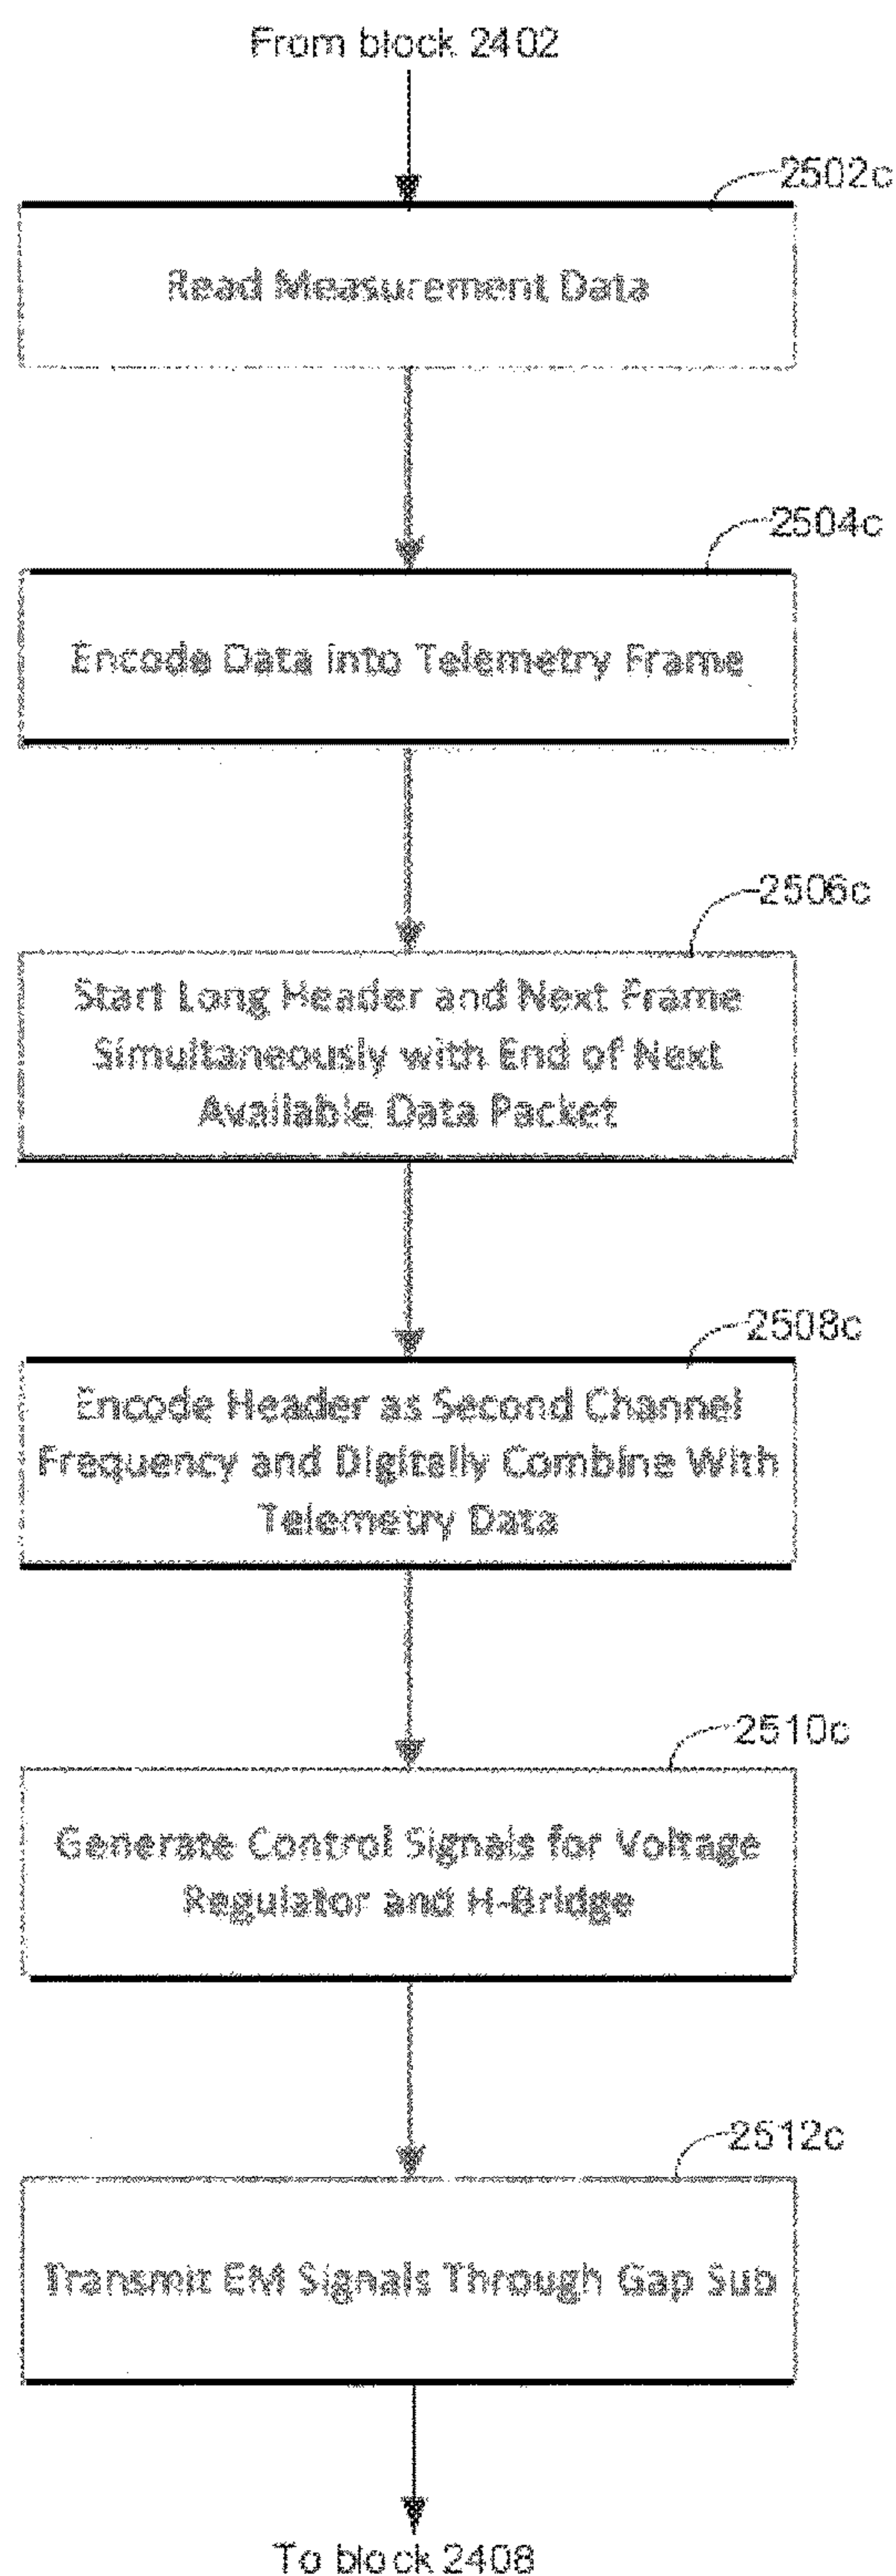 From block 2402
2502c
Read Measurement Data
2504c
Encode Data into Telemetry Frame
2506c
Start Long Header and Next Frame
Simultaneously with End of Next
Available Data Packet
2508c
Encode Header as Second Channel
Frequency and Digitally Combine With
Telemetry Data
2510c
Generate Control Signals for Voltage
Regulator and H-Bridge
2512c
Transmit EM Signals Through Gap Sub
To block 2408